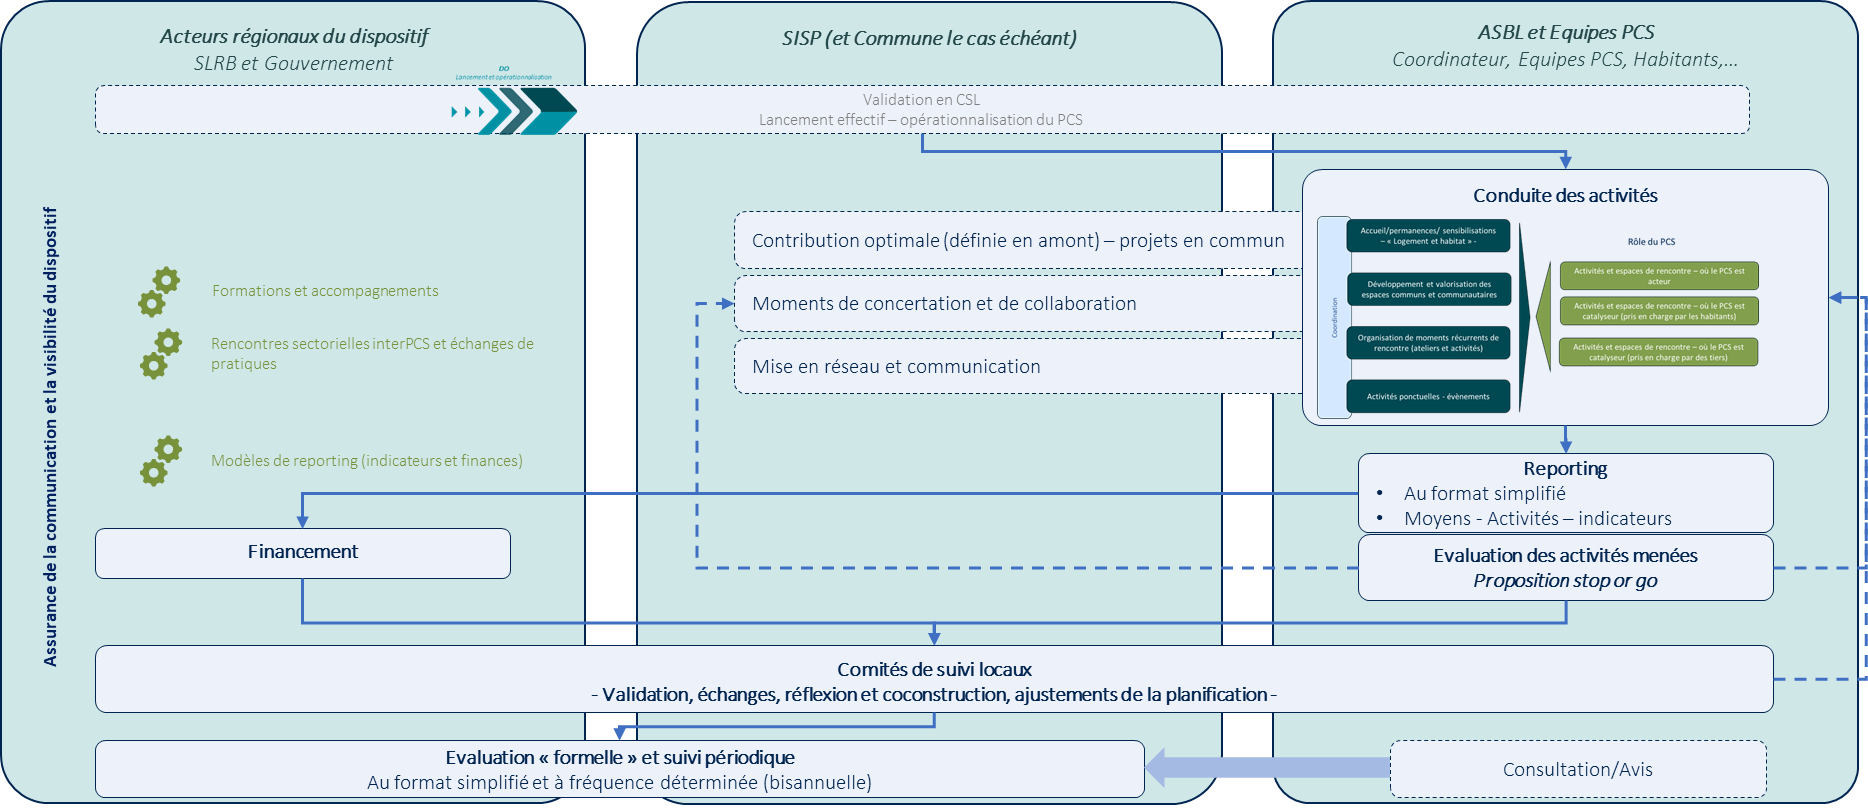 Acteurs régionaux du dispositif
SLRB et Gouvernement
SISP (et Commune le cas échéant)
ASBL et Equipes PCS
Coordinateur, Equipes PCS, Habitants,...
DO
Lancement et opérationnalisation
Validation en CSL
Lancement effectif – opérationnalisation du PCS
Assurance de la communication et la visibilité du dispositif
Formations et accompagnements
Rencontres sectorielles interPCS et échanges de
pratiques
Modèles de reporting (indicateurs et finances)
Contribution optimale (définie en amont) – projets en commun
Moments de concertation et de collaboration
Mise en réseau et communication
Conduite des activités
Coordination
Accueil/permanences/ sensibilisations
– « Logement et habitat » -
Développement et valorisation des
espaces communs et communautaires
Organisation de moments récurrents de
rencontre (ateliers et activités)
Activités ponctuelles - évènements
Rôle du PCS
Activités et espaces de rencontre – où le PCS est
acteur
Activités et espaces de rencontre – où le PCS est
catalyseur (pris en charge par les habitants)
Activités et espaces de rencontre – où le PCS est
catalyseur (pris en charge par des tiers)
Reporting
• Au format simplifié
• Moyens - Activités – indicateurs
Financement
Evaluation des activités menées
Proposition stop or go
Comités de suivi locaux
- Validation, échanges, réflexion et coconstruction, ajustements de la planification -
Evaluation « formelle » et suivi périodique
Au format simplifié et à fréquence déterminée (bisannuelle)
Consultation/Avis